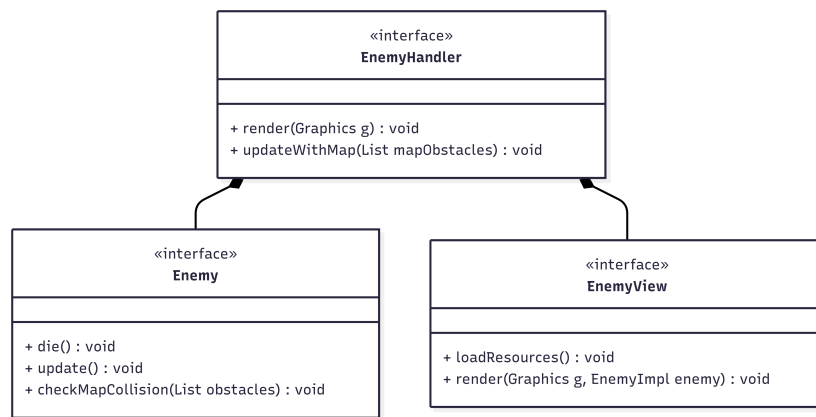 «interface»
EnemyHandler
+ render(Graphics g) : void
+ updateWithMap(List mapObstacles) : void
«interface»
Enemy
+ die() : void
+ update() : void
+ checkMapCollision(List obstacles) : void
«interface»
EnemyView
+ loadResources() : void
+ render(Graphics g, EnemyImpl enemy) : void